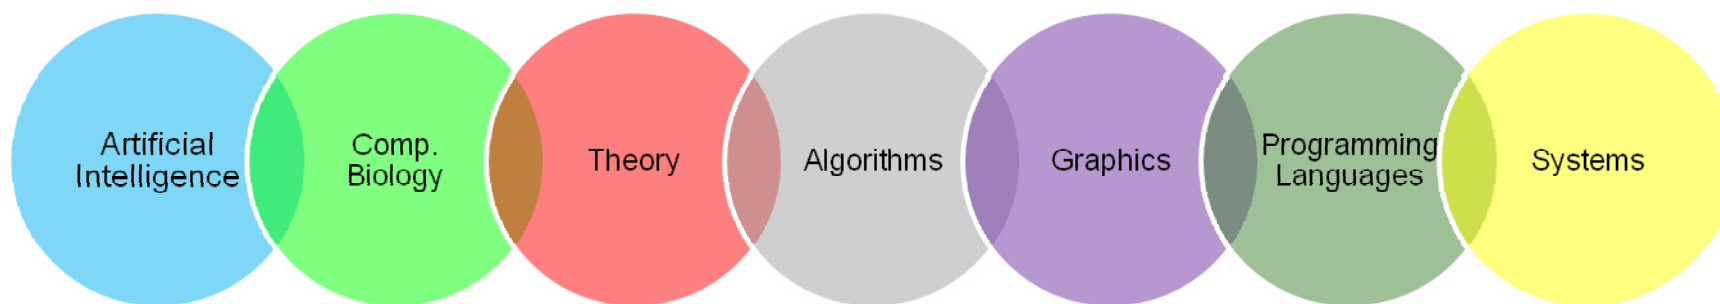 Artificial
Intelligence
Comp.
Biology
Theory
Algorithms
Graphics
Programming
Languages
Systems